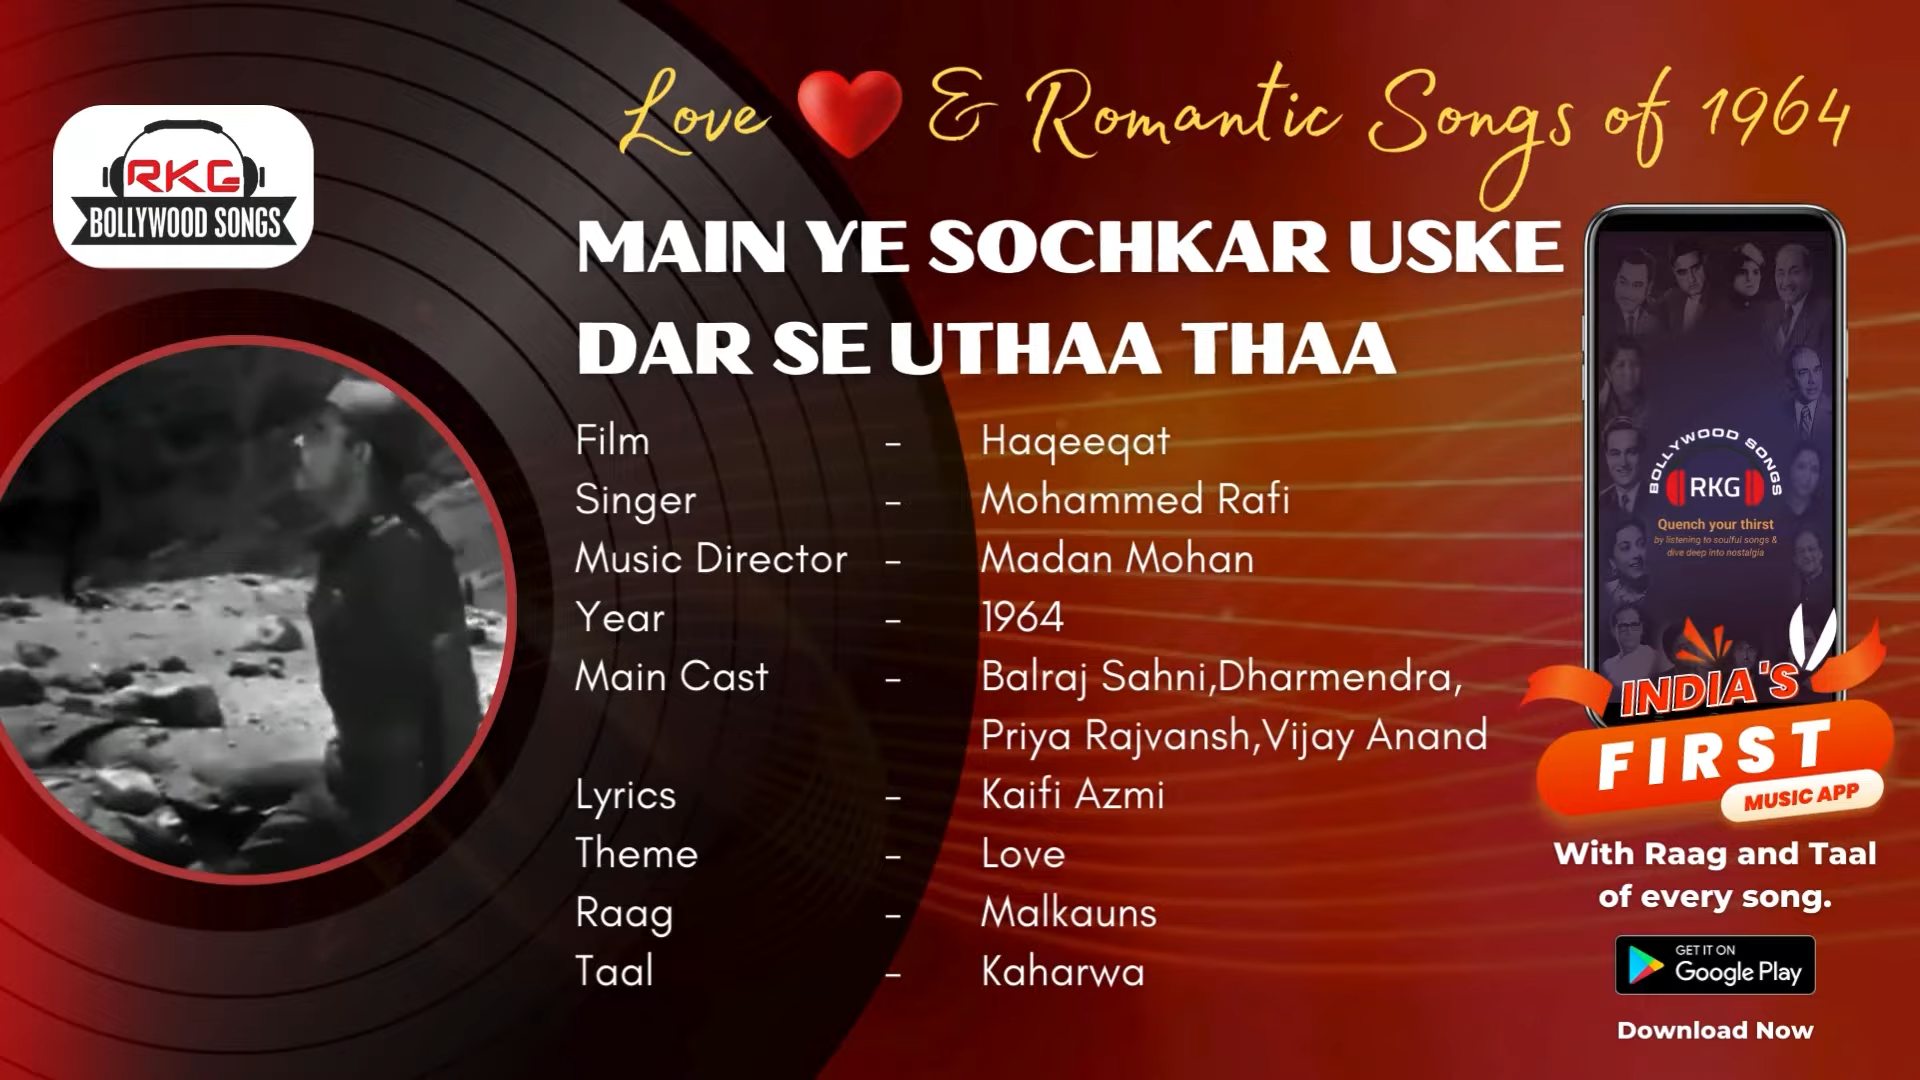 Love & Romantic Songs of 1964
RKG
BOLLYWOOD SONGS
MAIN YE SOCHKAR USKE
DAR SE UTHAA THAA
Film - Haqeeqat
Singer - Mohammed Rafi
Music Director - Madan Mohan
Year - 1964
Main Cast - Balraj Sahni,Dharmendra,
Priya Rajvansh,Vijay Anand
Lyrics - Kaifi Azmi
Theme - Love
Raag - Malkauns
Taal - Kaharwa
BOLLYWOOD SONGS
RKG
Quench your thirst
by listening to soulful songs &
dive deep into nostalgia
INDIA'S
FIRST
MUSIC APP
With Raag and Taal
of every song.
GET IT ON
Google Play
Download Now